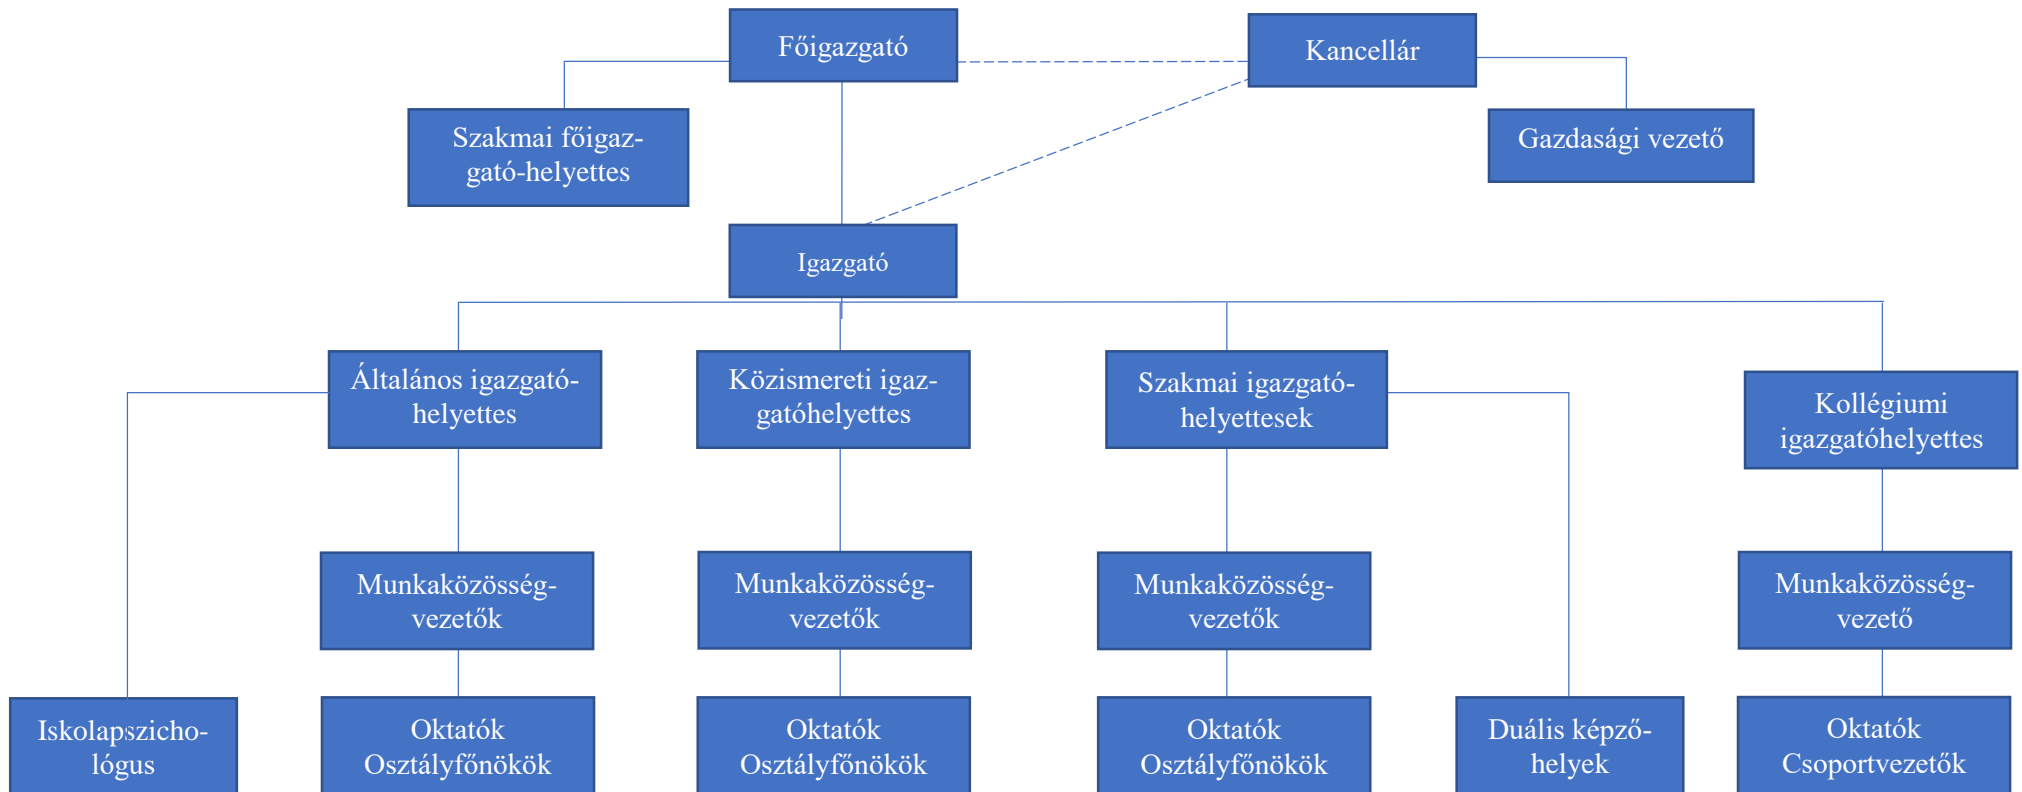 Főigazgató
Kancellár
Szakmai főigaz-
gató-helyettes
Gazdasági vezető
Igazgató
Általános igazgató-
helyettes
Közismereti igaz-
gatóhelyettes
Szakmai igazgató-
helyettesek
Kollégiumi
igazgatóhelyettes
Munkaközösség-
vezetők
Munkaközösség-
vezetők
Munkaközösség-
vezetők
Munkaközösség-
vezető
Iskolapszicho-
lógus
Oktatók
Osztályfőnökök
Oktatók
Osztályfőnökök
Oktatók
Osztályfőnökök
Duális képző-
helyek
Oktatók
Csoportvezetők